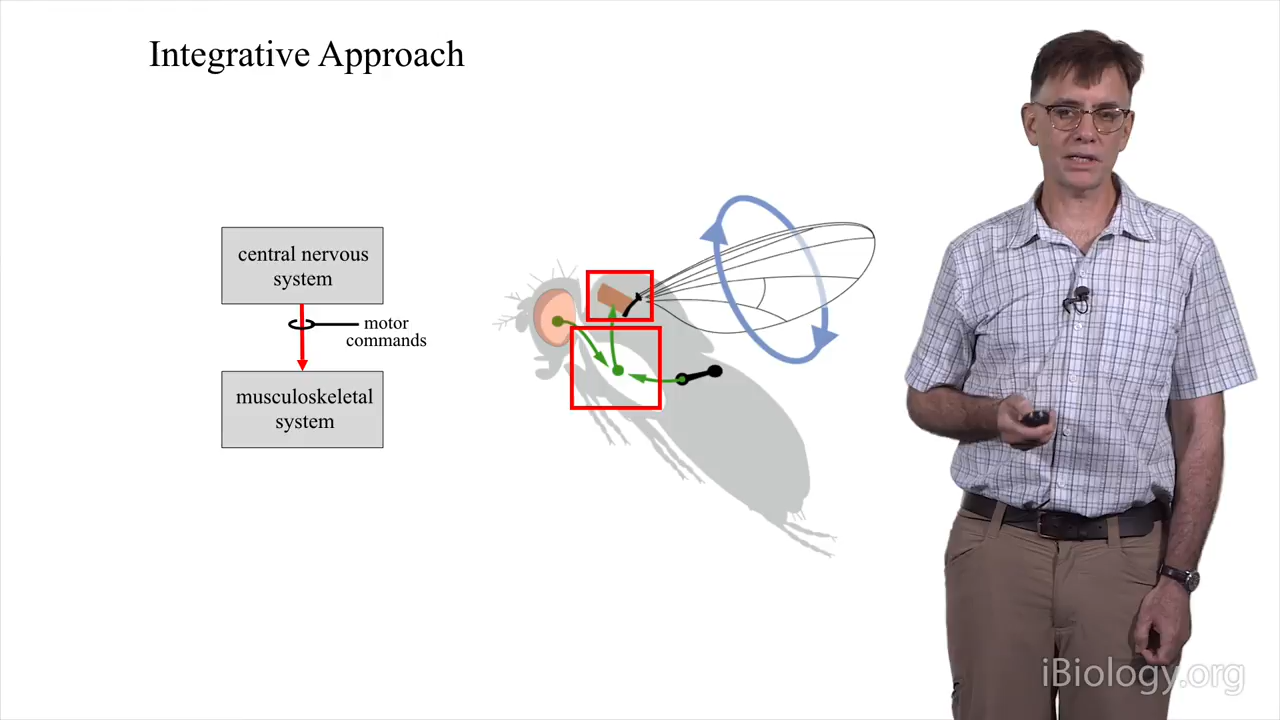 Integrative Approach
central nervous
system
motor
commands
musculoskeletal
system
iBiology.org